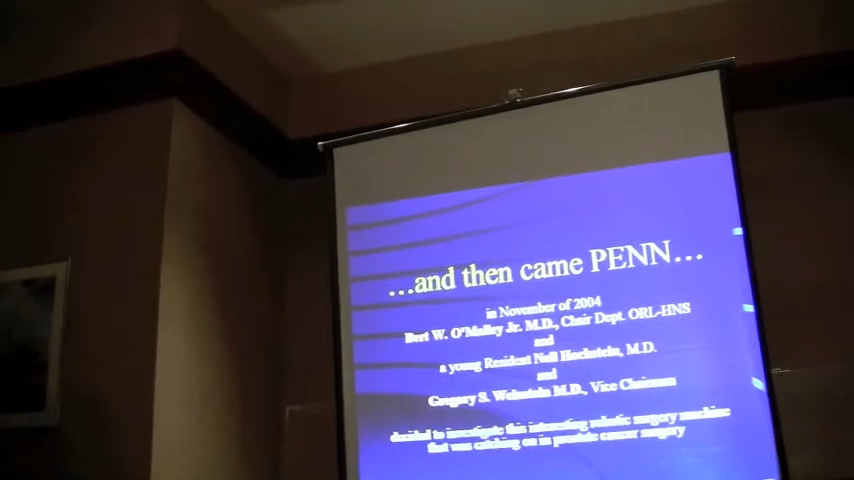 ...and then came PENN...
in November of 2004
Bert W. O'Malley Jr. M.D., Chair Dept. ORL-HNS
and
a young Resident Neil Hockstein, M.D.
and
Gregory S. Weinstein M.D., Vice Chairman
decided to investigate this interesting robotic surgery machine
that was catching on in prostate cancer surgery